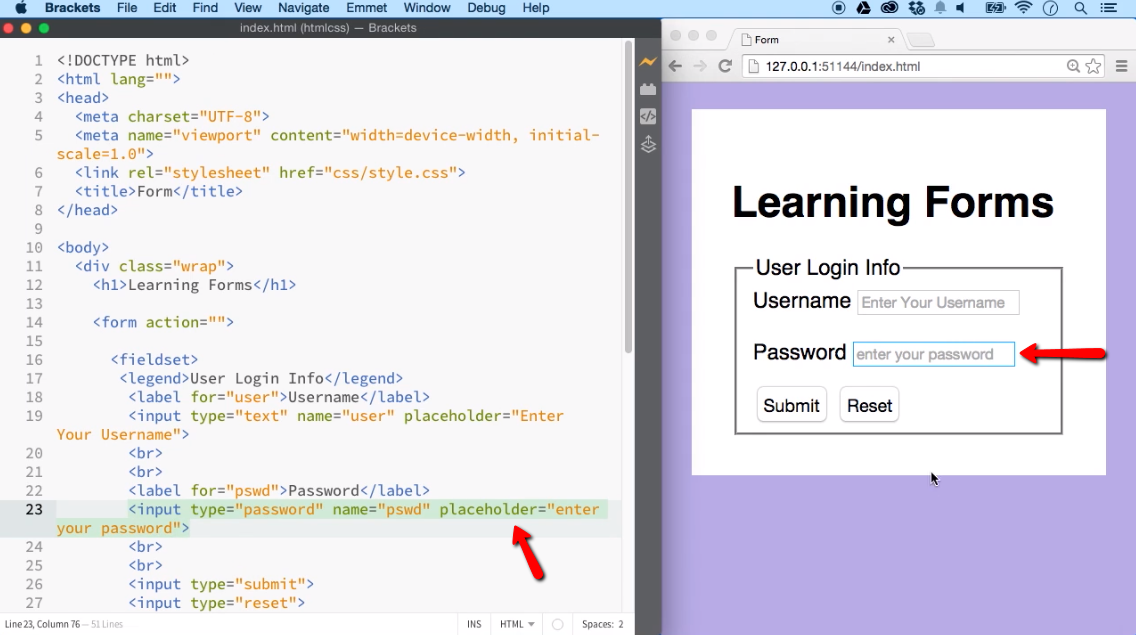 Brackets File Edit Find View Navigate Emmet Window Debug Help
index.html (htmlcss) — Brackets
1 <!DOCTYPE html>
2 <html lang="">
3 <head>
4 <meta charset="UTF-8">
5 <meta name="viewport" content="width=device-width, initial-
scale=1.0">
6 <link rel="stylesheet" href="css/style.css">
7 <title>Form</title>
8 </head>
9
10 <body>
11 <div class="wrap">
12 <h1>Learning Forms</h1>
13
14 <form action="">
15
16 <fieldset>
17 <legend>User Login Info</legend>
18 <label for="user">Username</label>
19 <input type="text" name="user" placeholder="Enter
Your Username">
20 <br>
21 <br>
22 <label for="pswd">Password</label>
23 <input type="password" name="pswd" placeholder="enter
your password">
24 <br>
25 <br>
26 <input type="submit">
27 <input type="reset">
Line 23, Column 76 — 51 Lines
INS HTML Spaces: 2
Form
127.0.0.1:51144/index.html
Learning Forms
User Login Info
Username Enter Your Username
Password enter your password
Submit Reset